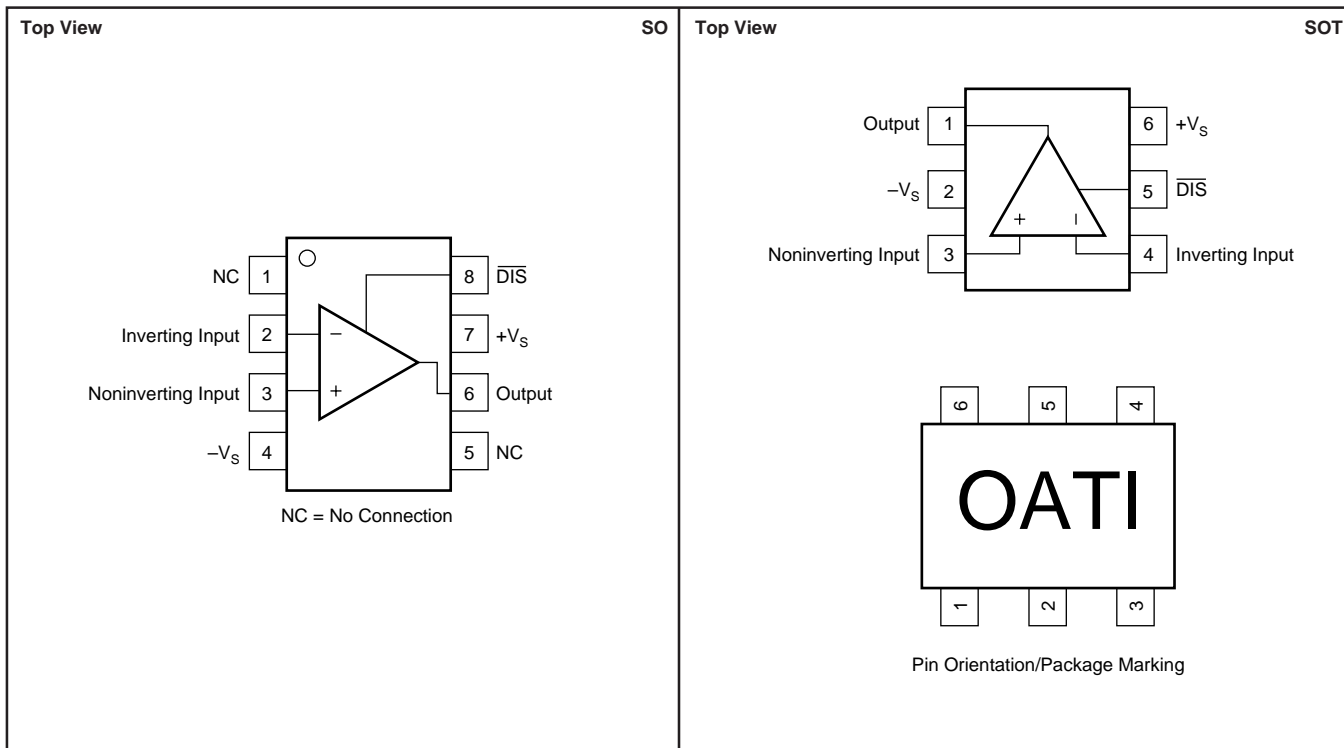 Top View SO
NC 1
8 DIS
Inverting Input 2 –
7 +VS
Noninverting Input 3 +
6 Output
–VS 4
5 NC
NC = No Connection
Top View SOT
Output 1
6 +VS
–VS 2
5 DIS
+ –
Noninverting Input 3
4 Inverting Input
6 5 4
OATI
1 2 3
Pin Orientation/Package Marking